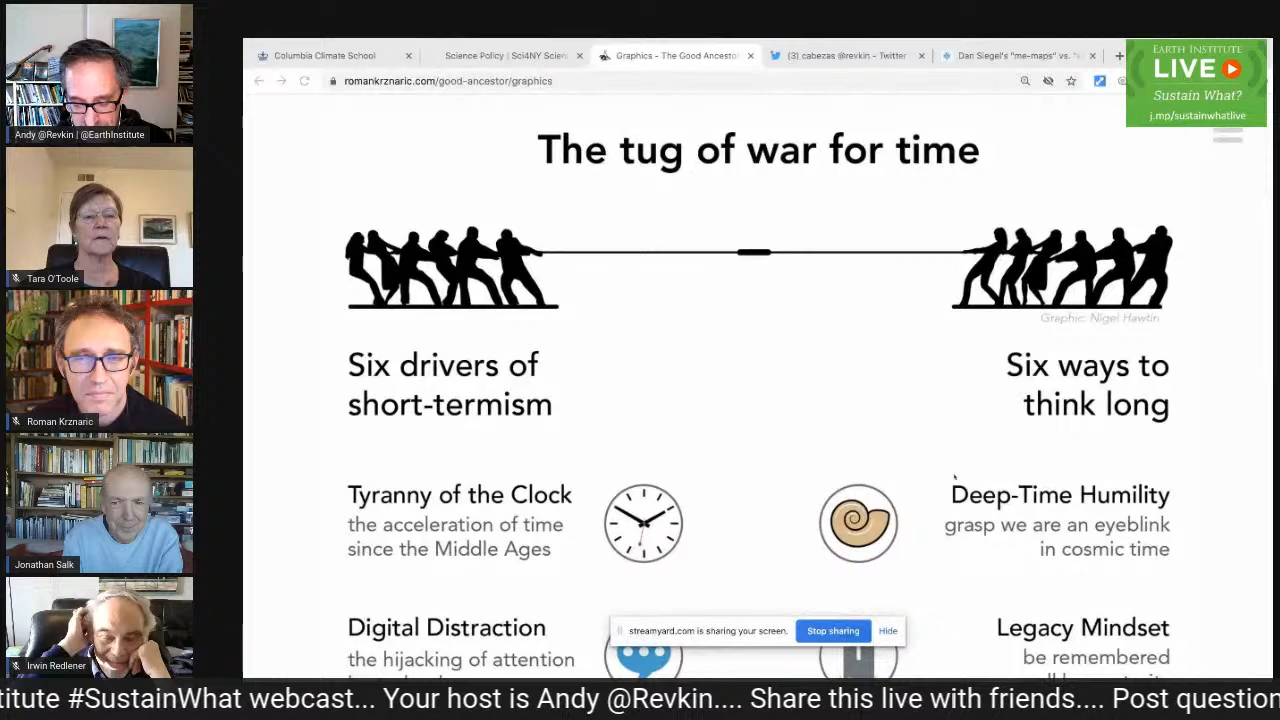 Andy @Revkin | @EarthInstitute
Tara O'Toole
Roman Krznaric
Jonathan Salk
Irwin Redlener
Columbia Climate School
Science Policy | Sci4NY Scien
Graphics - The Good Ancesto
(3) cabezas @revkin
tter
Dan Siegel's "me-maps
romankrznaric.com/good-ancestor/graphics
EARTH INSTITUTE
LIVE
Sustain What?
j.mp/sustainwhatlive
The tug of war for time
Graphic: Nigel Hawtin
Six drivers of
short-termism
Six ways to
think long
Tyranny of the Clock
the acceleration of time
since the Middle Ages
Deep-Time Humility
grasp we are an eyeblink
in cosmic time
Digital Distraction
the hijacking of attention
Legacy Mindset
be remembered
streamyard.com is sharing your screen.
Stop sharing
Hide
titute #SustainWhat webcast... Your host is Andy @Revkin.... Share this live with friends.... Post question